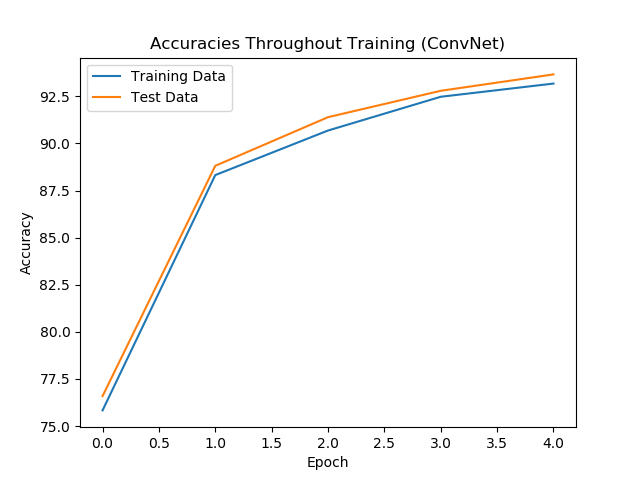 Accuracies Throughout Training (ConvNet)
Training Data
Test Data
92.5
90.0
87.5
85.0
82.5
80.0
77.5
75.0
Accuracy
0.0 0.5 1.0 1.5 2.0 2.5 3.0 3.5 4.0
Epoch